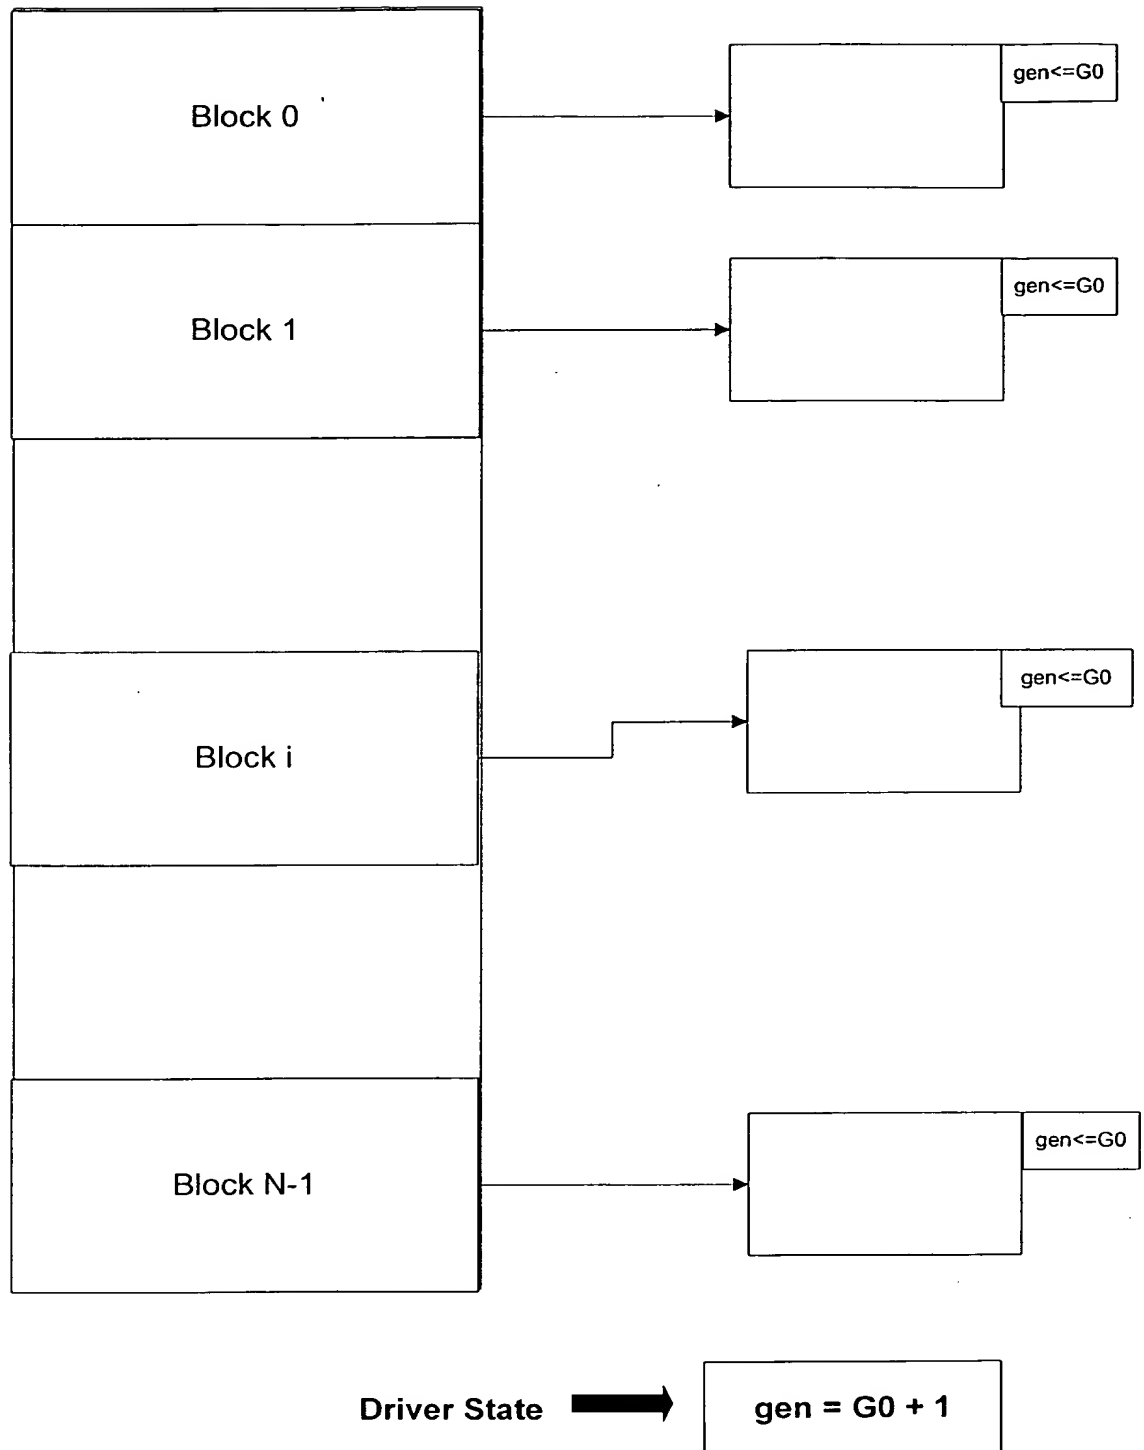 Block 0
gen<=G0
Block 1
gen<=G0
Block i
gen<=G0
Block N-1
gen<=G0
Driver State
gen = G0 + 1